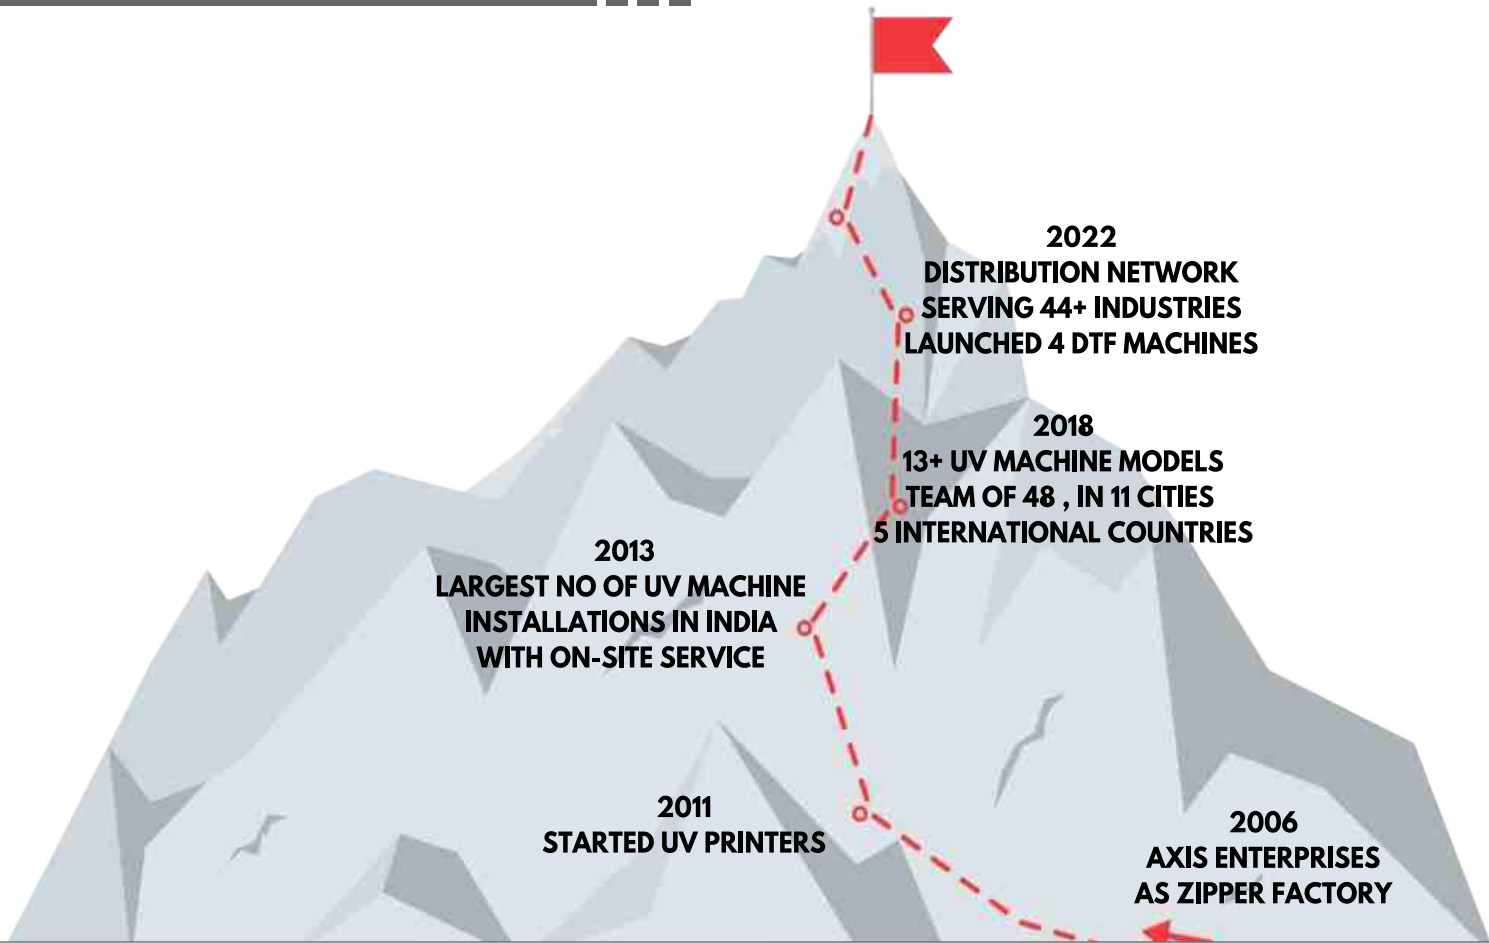 2022
DISTRIBUTION NETWORK
SERVING 44+ INDUSTRIES
LAUNCHED 4 DTF MACHINES
2018
13+ UV MACHINE MODELS
TEAM OF 48 , IN 11 CITIES
5 INTERNATIONAL COUNTRIES
2013
LARGEST NO OF UV MACHINE
INSTALLATIONS IN INDIA
WITH ON-SITE SERVICE
2011
STARTED UV PRINTERS
2006
AXIS ENTERPRISES
AS ZIPPER FACTORY